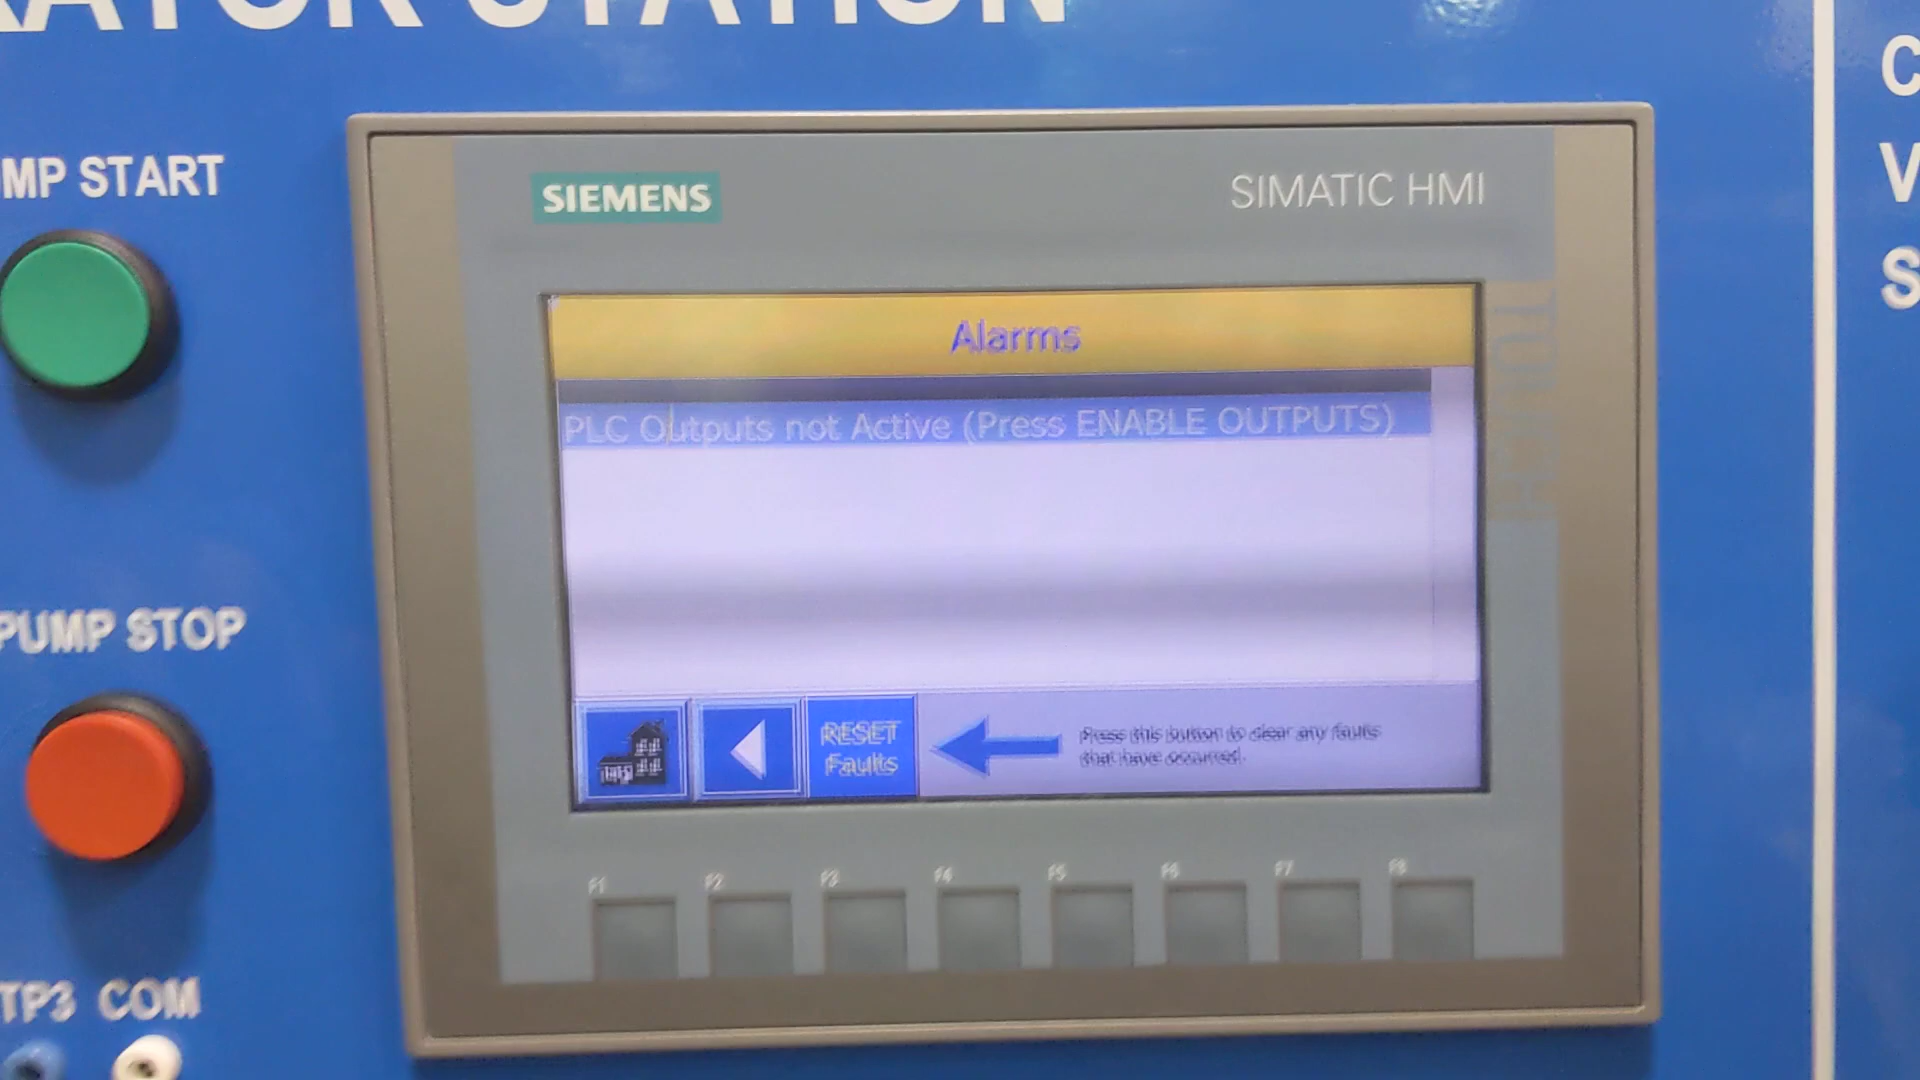 RATOR STATION
MP START
PUMP STOP
TP3 COM
SIEMENS
SIMATIC HMI
TOUCH
Alarms
PLC Outputs not Active (Press ENABLE OUTPUTS)
RESET
Faults
Press this button to clear any faults
that have occurred.
F1 F2 F3 F4 F5 F6 F7 F8
C
V
S